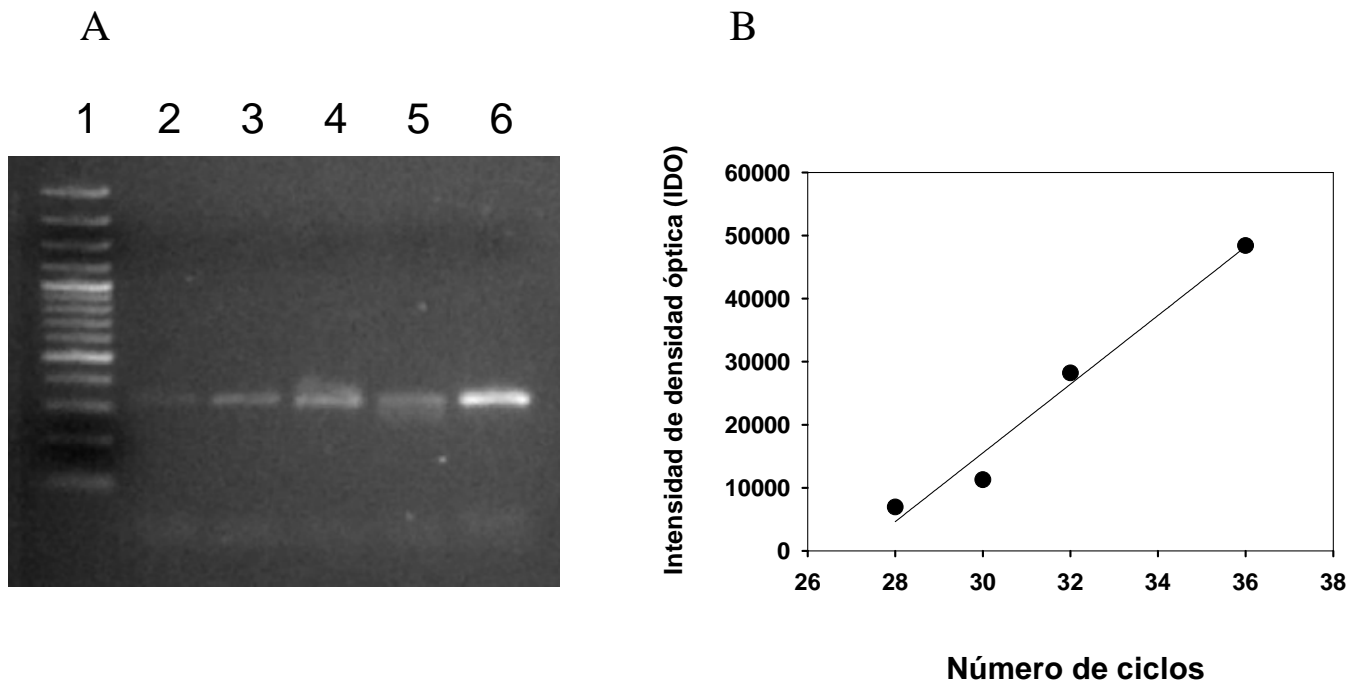 A
B
1 2 3 4 5 6
Intensidad de densidad óptica (IDO)
60000
50000
40000
30000
20000
10000
0
26 28 30 32 34 36 38
Número de ciclos